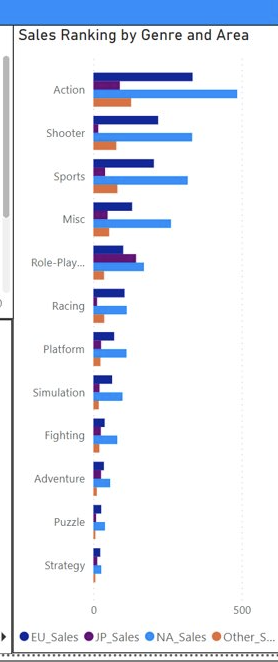 Sales Ranking by Genre and Area
Action
Shooter
Sports
Misc
Role-Play...
Racing
Platform
Simulation
Fighting
Adventure
Puzzle
Strategy
0 500
EU_Sales JP_Sales NA_Sales Other_S...